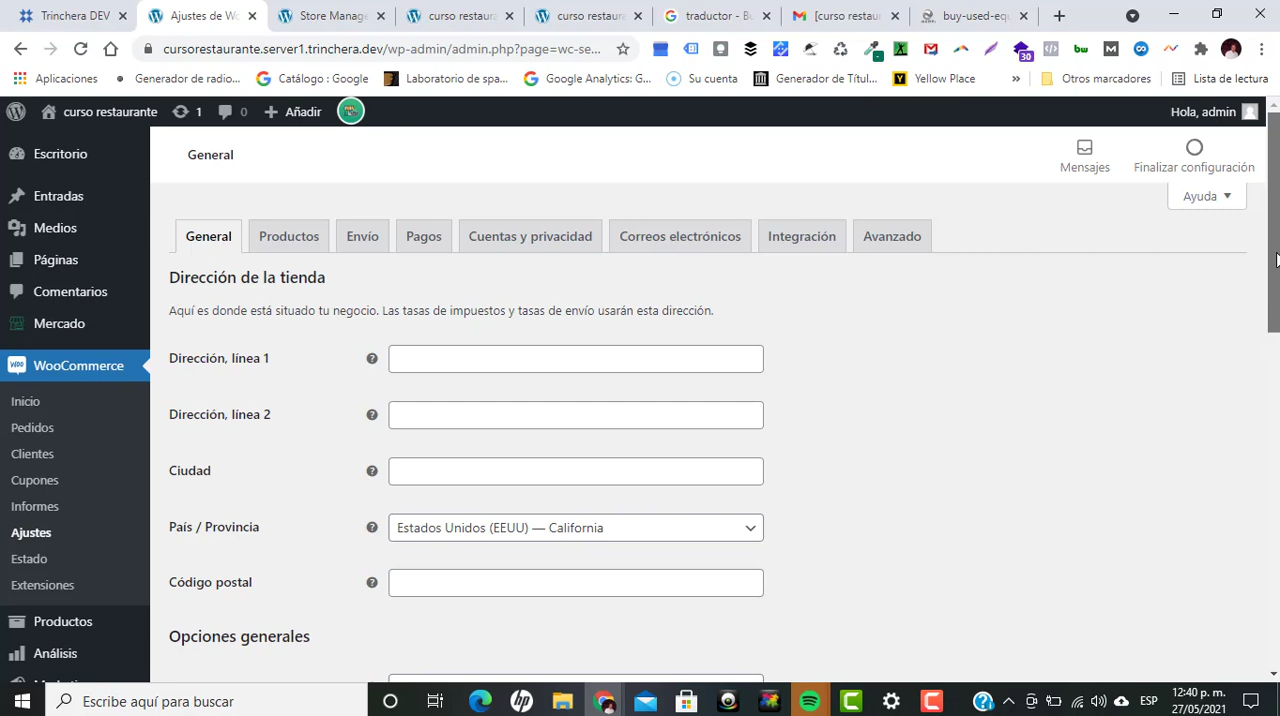 Trinchera DEV
Ajustes de Wo
Store Manage
curso restaura
curso restaura
traductor - Bu
[curso restaur
buy-used-equ
cursorestaurante.server1.trinchera.dev/wp-admin/admin.php?page=wc-se...
30
Aplicaciones
Generador de radio...
Catálogo : Google
Laboratorio de spa...
Google Analytics: G...
Su cuenta
Generador de Títul...
Yellow Place
»
Otros marcadores
Lista de lectura
curso restaurante
1
0
Añadir
Hola, admin
Escritorio
Entradas
Medios
Páginas
Comentarios
Mercado
WooCommerce
Inicio
Pedidos
Clientes
Cupones
Informes
Ajustes
Estado
Extensiones
Productos
Análisis
General
Mensajes
Finalizar configuración
Ayuda
General
Productos
Envío
Pagos
Cuentas y privacidad
Correos electrónicos
Integración
Avanzado
Dirección de la tienda
Aquí es donde está situado tu negocio. Las tasas de impuestos y tasas de envío usarán esta dirección.
Dirección, línea 1
Dirección, línea 2
Ciudad
País / Provincia
Estados Unidos (EEUU) — California
Código postal
Opciones generales
Escribe aquí para buscar
ESP
12:40 p. m.
27/05/2021